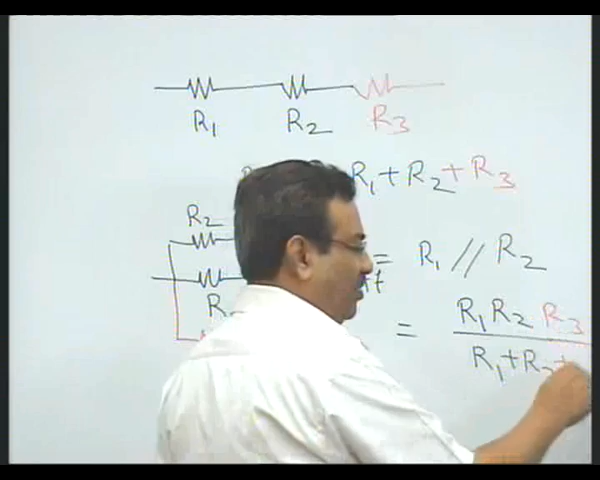 R1 R2 R3
R1+R2+R3
R2
= R1 // R2
R
= R1R2R3
R1+R2+